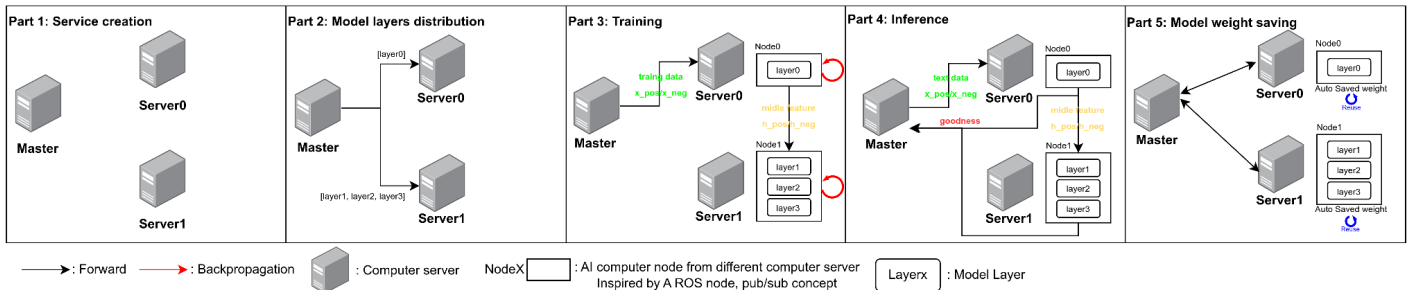 Part 1: Service creation
Server0
Master
Server1
Part 2: Model layers distribution
[layer0]
Server0
Master
[layer1, layer2, layer3]
Server1
Part 3: Training
Node0
traing data
layer0
x_pos/x_neg
Server0
Master
midle feature
h_pos/h_neg
Node1
layer1
layer2
layer3
Server1
Part 4: Inference
Node0
text data
layer0
x_pos/x_neg
Server0
goodness
midle feature
h_pos/h_neg
Master
Node1
layer1
layer2
layer3
Server1
Part 5: Model weight saving
Node0
layer0
Server0
Auto Saved weight
Reuse
Master
Node1
layer1
layer2
layer3
Server1
Auto Saved weight
Reuse
: Forward
: Backpropagation
: Computer server
NodeX
: AI computer node from different computer server
Inspired by A ROS node, pub/sub concept
Layerx
: Model Layer